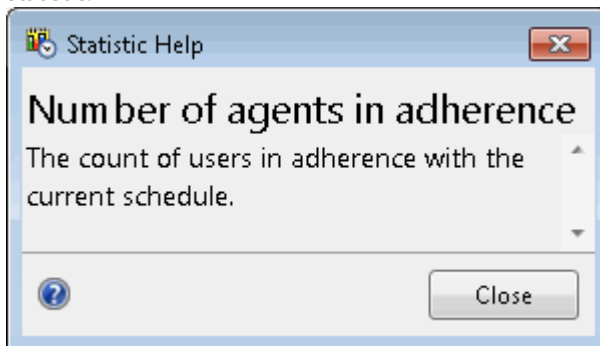 Statistic Help
Number of agents in adherence
The count of users in adherence with the
current schedule.
Close